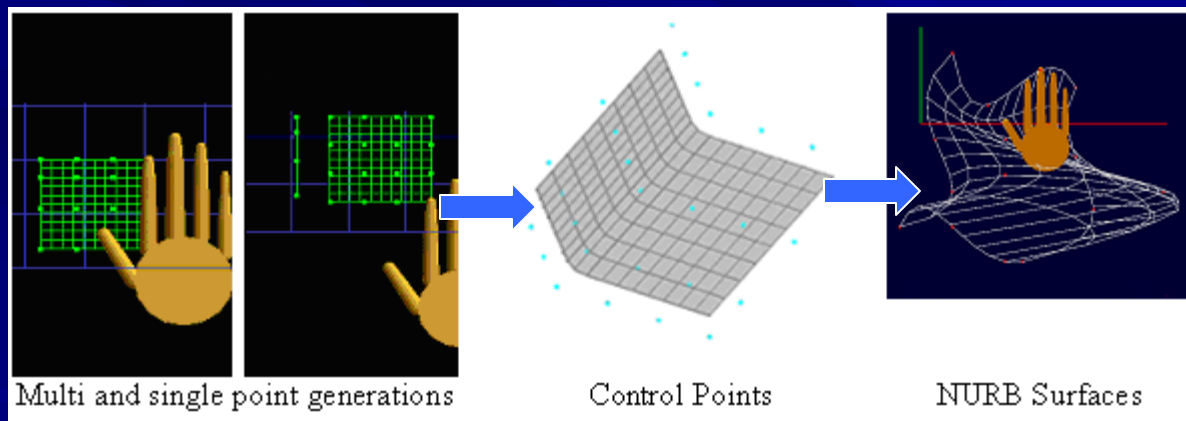 Multi and single point generations
Control Points
NURB Surfaces